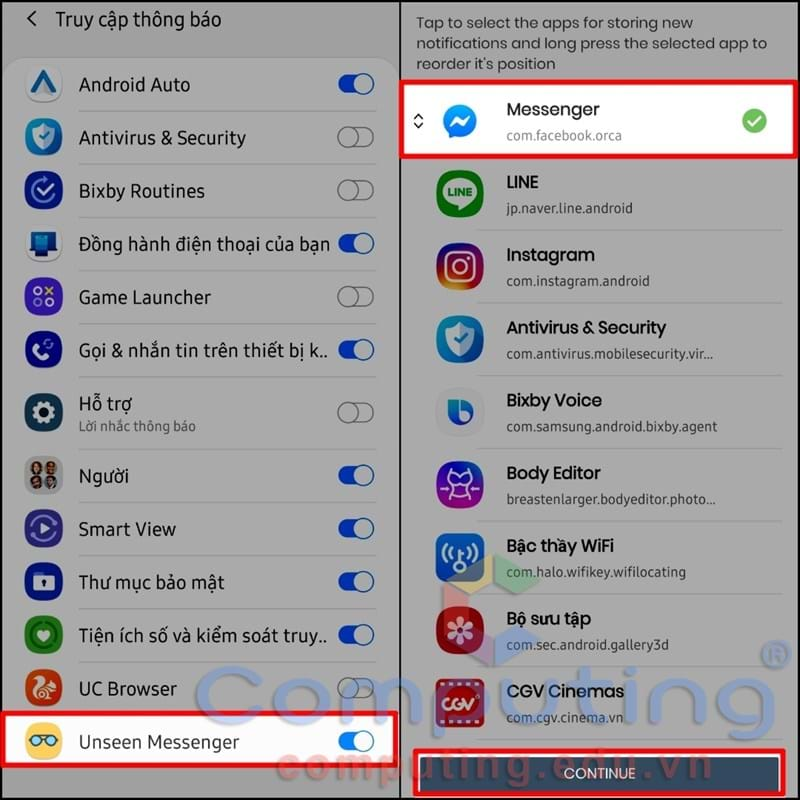 Truy cập thông báo
Android Auto
Antivirus & Security
Bixby Routines
Đồng hành điện thoại của bạn
Game Launcher
Gọi & nhắn tin trên thiết bị k..
Hỗ trợ
Lời nhắc thông báo
Người
Smart View
Thư mục bảo mật
Tiện ích số và kiểm soát truy..
UC Browser
Unseen Messenger
Tap to select the apps for storing new
notifications and long press the selected app to
reorder it's position
Messenger
com.facebook.orca
LINE
LINE
jp.naver.line.android
Instagram
com.instagram.android
Antivirus & Security
com.antivirus.mobilesecurity.vir...
Bixby Voice
com.samsung.android.bixby.agent
Body Editor
breastenlarger.bodyeditor.photo...
Bậc thầy WiFi
com.halo.wifikey.wifilocating
Bộ sưu tập
com.sec.android.gallery3d
CGV
CGV Cinemas
com.cgv.cinema.vn
CONTINUE
Computing®
computing.edu.vn